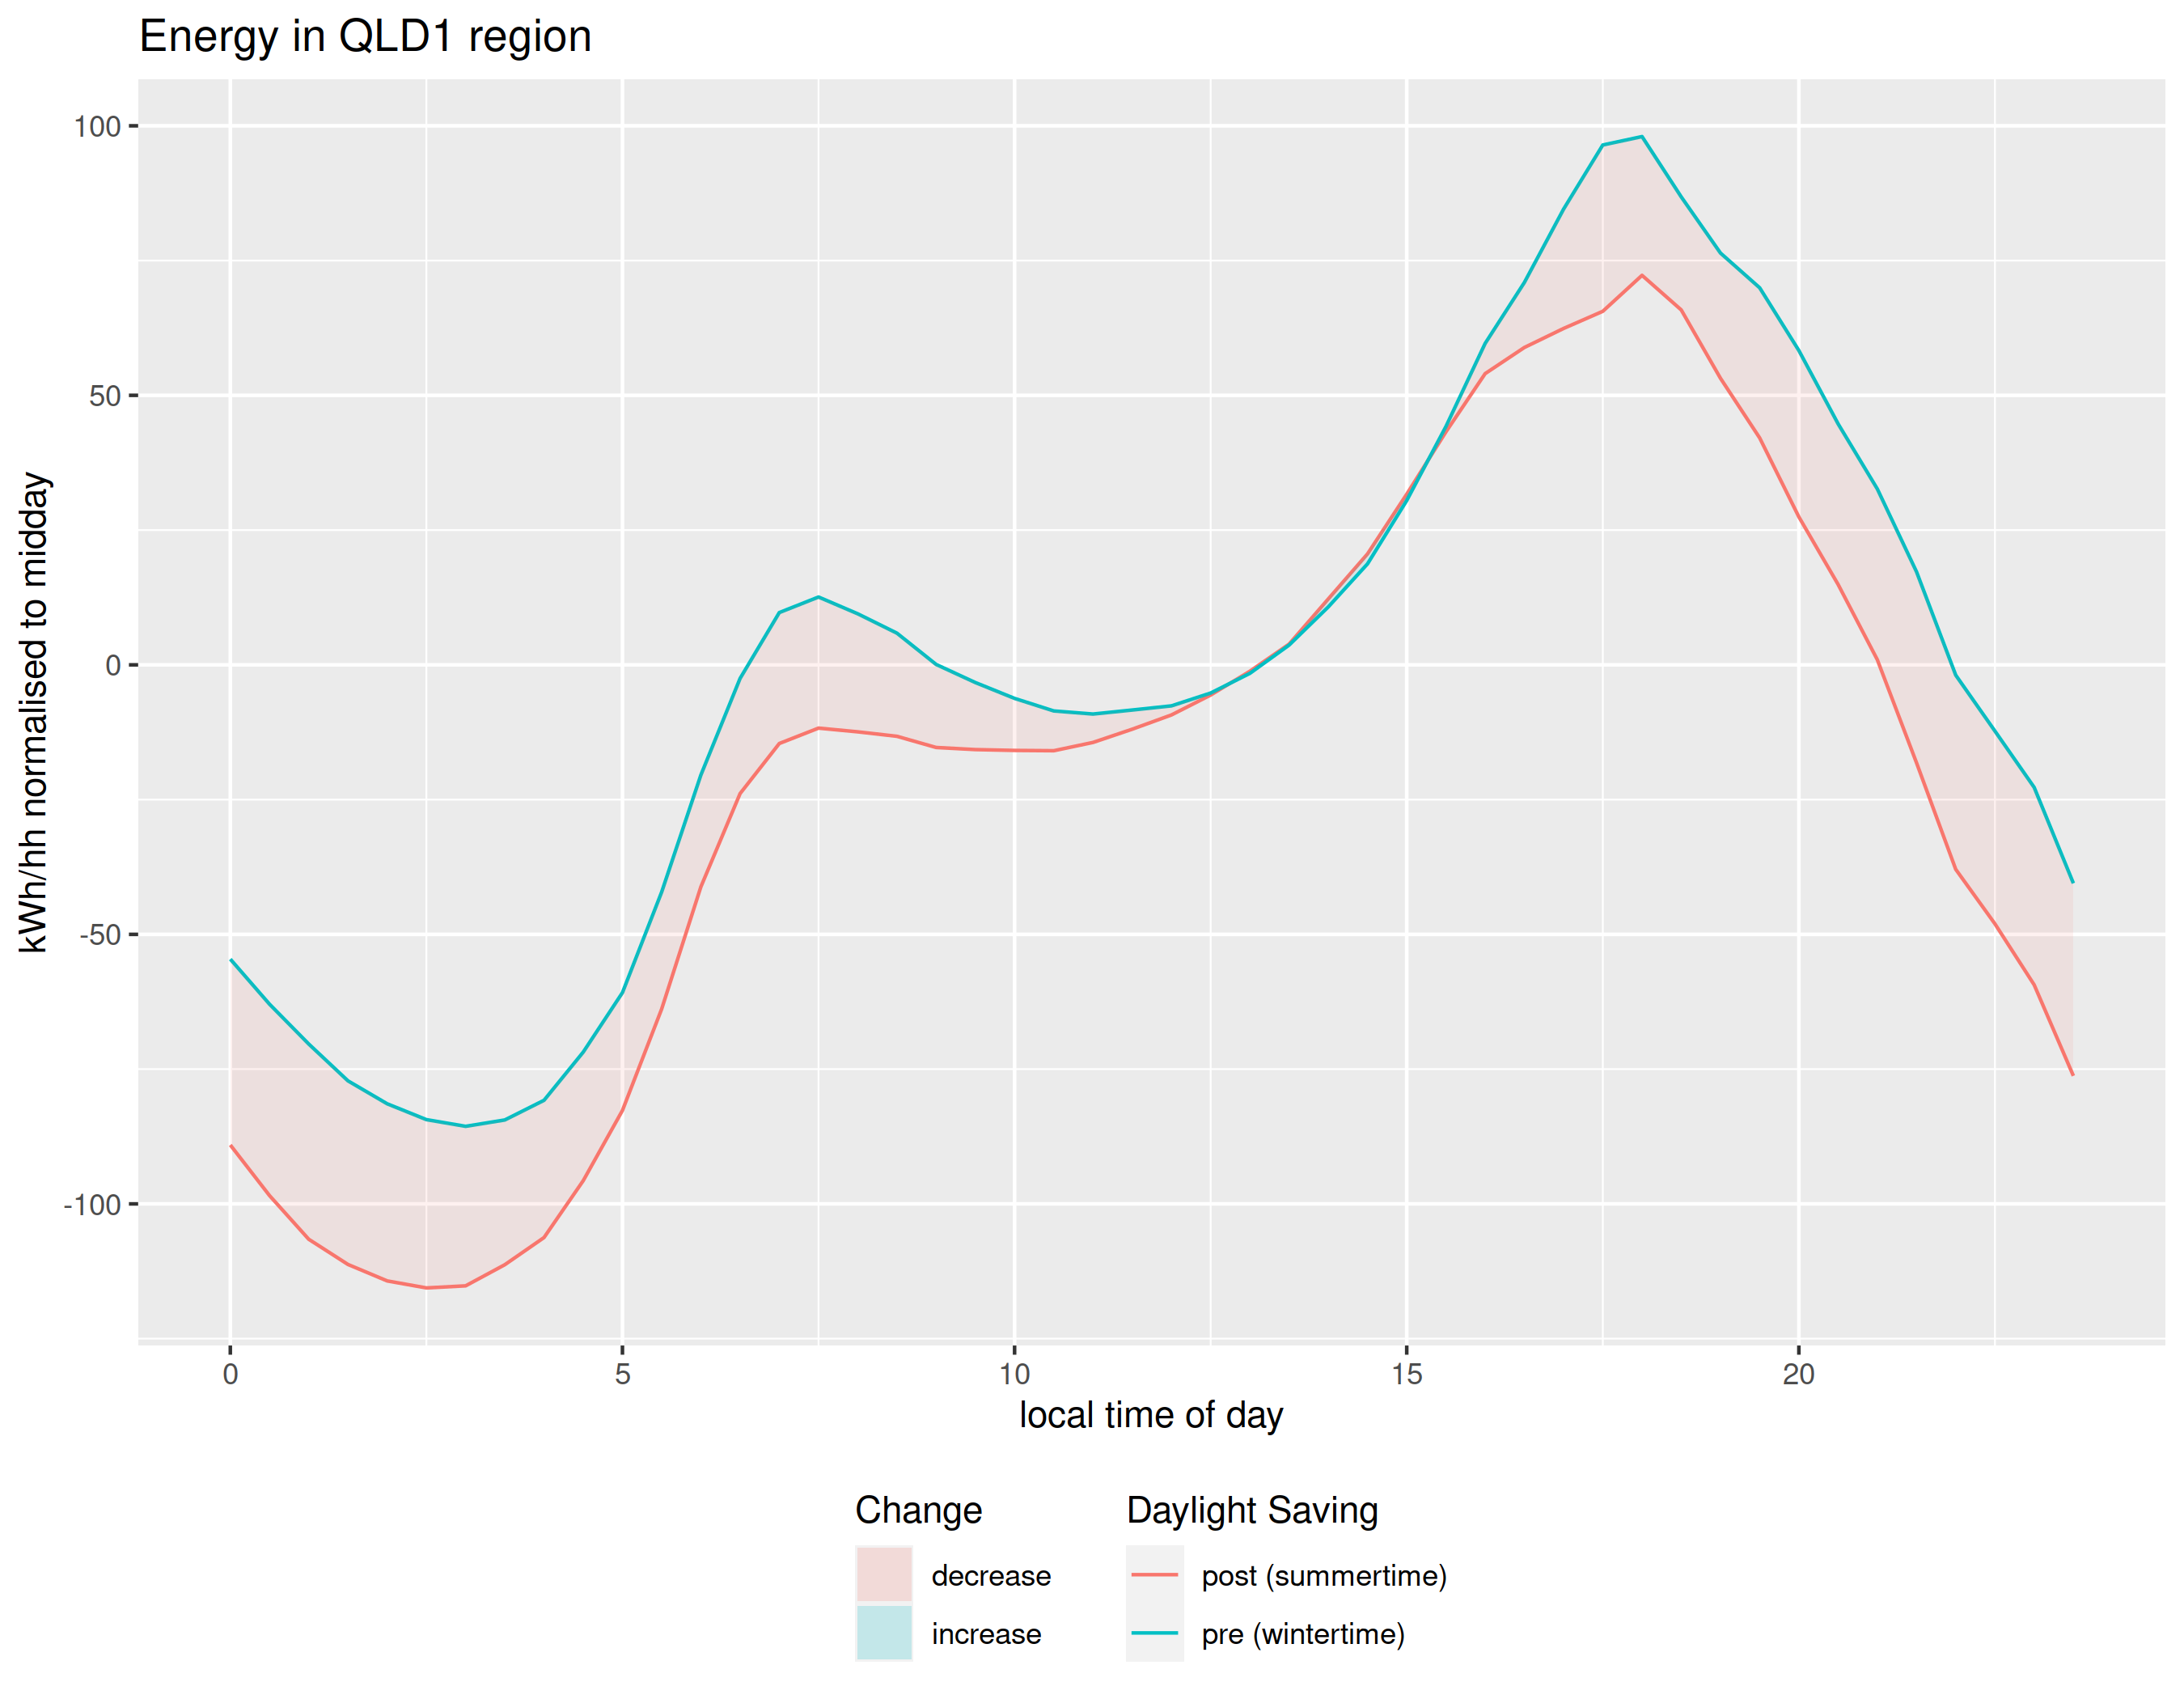 Energy in QLD1 region
kWh/hh normalised to midday
100
50
0
-50
-100
0 5 10 15 20
local time of day
Change Daylight Saving
decrease post (summertime)
increase pre (wintertime)